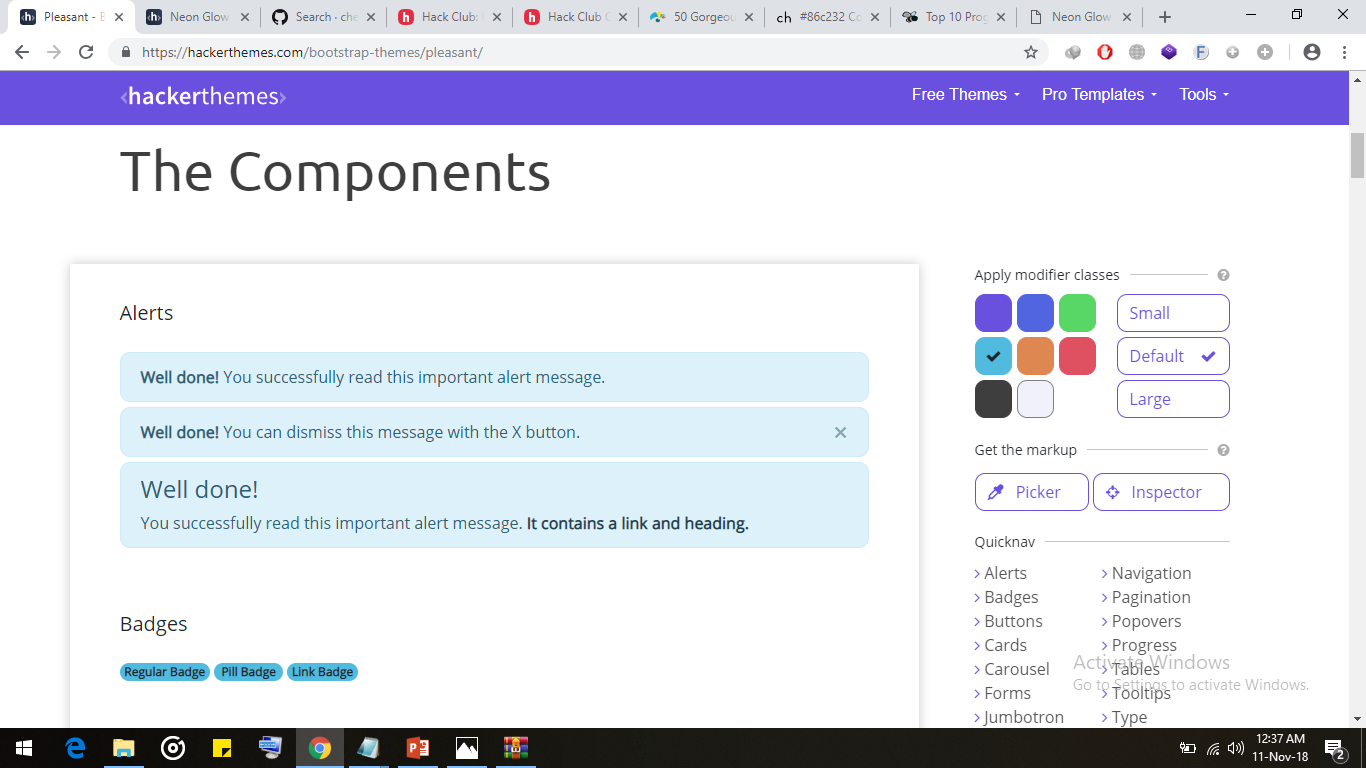 Pleasant - B
Neon Glow
Search · che
Hack Club:
Hack Club
50 Gorgeou
ch #86c232 Co
Top 10 Prog
Neon Glow
https://hackerthemes.com/bootstrap-themes/pleasant/
<hackerthemes>
Free Themes
Pro Templates
Tools
The Components
Alerts
Well done! You successfully read this important alert message.
Well done! You can dismiss this message with the X button.
Well done!
You successfully read this important alert message. It contains a link and heading.
Badges
Regular Badge
Pill Badge
Link Badge
Apply modifier classes
Small
Default
Large
Get the markup
Picker
Inspector
Quicknav
Alerts
Badges
Buttons
Cards
Carousel
Forms
Jumbotron
Navigation
Pagination
Popovers
Progress
Tables
Tooltips
Type
Activate Windows
Go to Settings to activate Windows.
12:37 AM
11-Nov-18
2